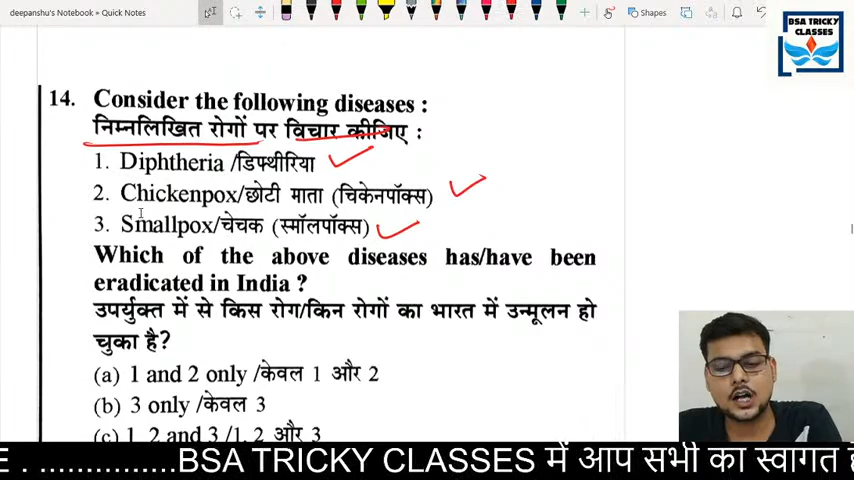 deepanshu's Notebook » Quick Notes
Shapes
BSA TRICKY
CLASSES
14. Consider the following diseases :
निम्नलिखित रोगों पर विचार कीजिए :
1. Diphtheria /डिफ्थीरिया
2. Chickenpox/छोटी माता (चिकेनपॉक्स)
3. Smallpox/चेचक (स्मॉलपॉक्स)
Which of the above diseases has/have been
eradicated in India ?
उपर्युक्त में से किस रोग/किन रोगों का भारत में उन्मूलन हो
चुका है?
(a) 1 and 2 only /केवल 1 और 2
(b) 3 only /केवल 3
(c) 1, 2 and 3 /1, 2 और 3
E . ...............BSA TRICKY CLASSES में आप सभी का स्वागत है